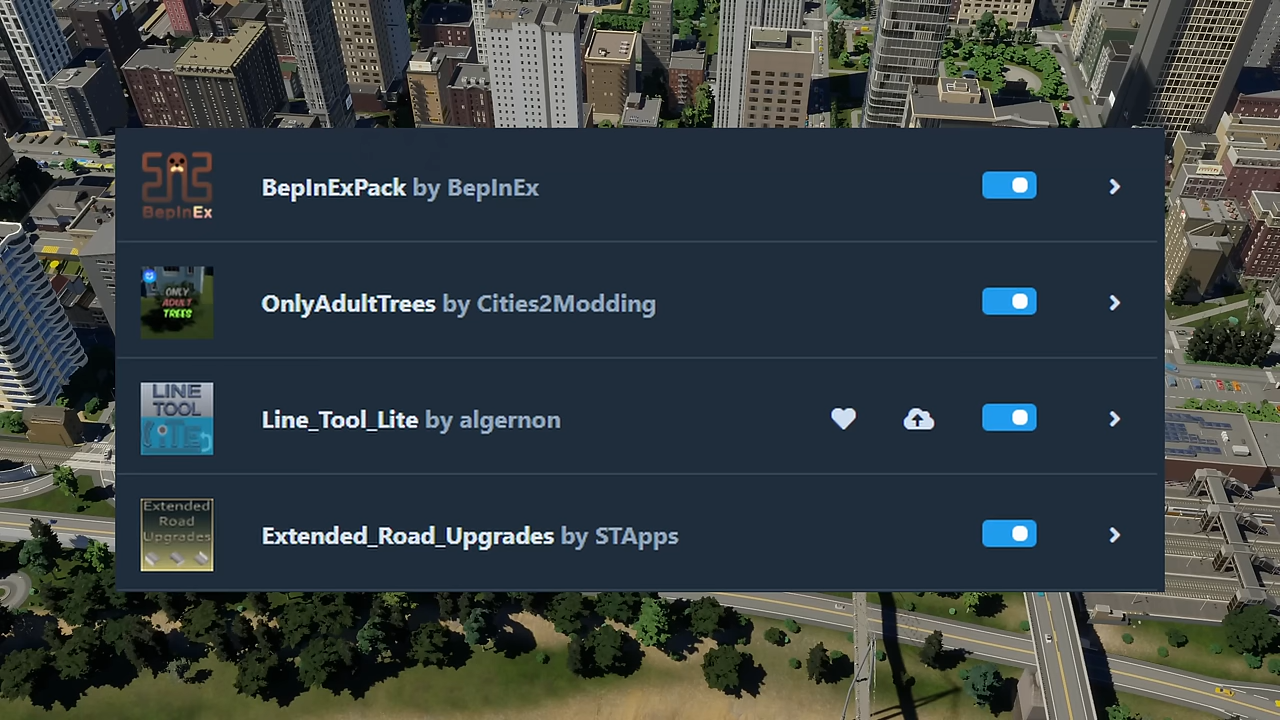 BepInEx
BepInExPack by BepInEx
ONLY
ADULT
TREES
OnlyAdultTrees by Cities2Modding
LINE
TOOL
LITE
Line_Tool_Lite by algernon
Extended
Road
Upgrades
Extended_Road_Upgrades by STApps